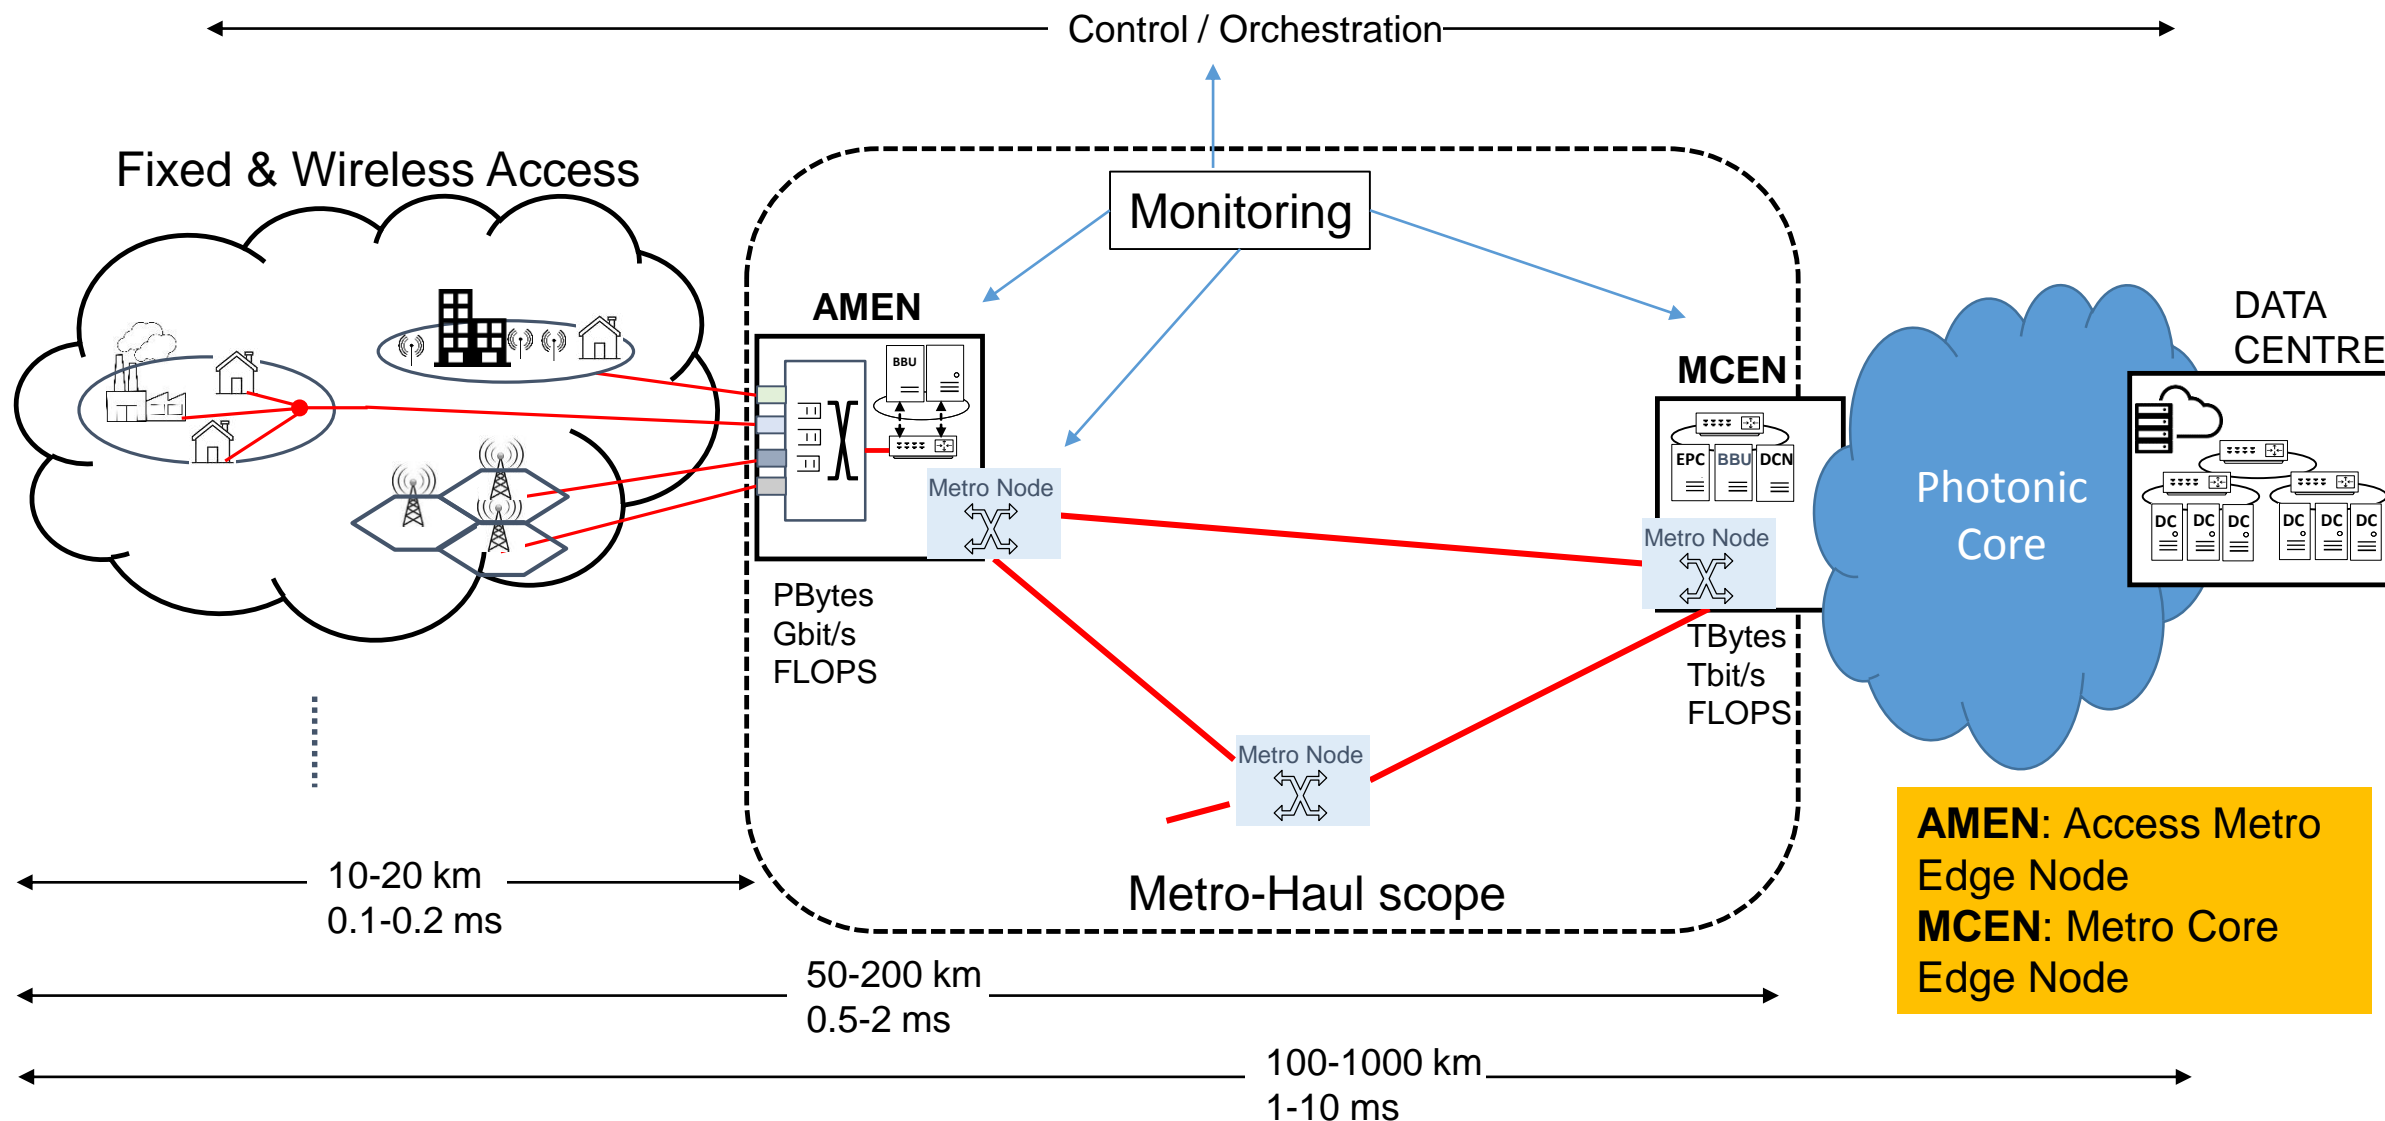 Control / Orchestration
Fixed & Wireless Access
Monitoring
AMEN
BBU
Metro Node
PBytes
Gbit/s
FLOPS
MCEN
EPC
BBU
DCN
Metro Node
TBytes
Tbit/s
FLOPS
Metro Node
Metro-Haul scope
Photonic
Core
DATA
CENTRE
DC
DC
DC
DC
DC
DC
AMEN: Access Metro
Edge Node
MCEN: Metro Core
Edge Node
10-20 km
0.1-0.2 ms
50-200 km
0.5-2 ms
100-1000 km
1-10 ms